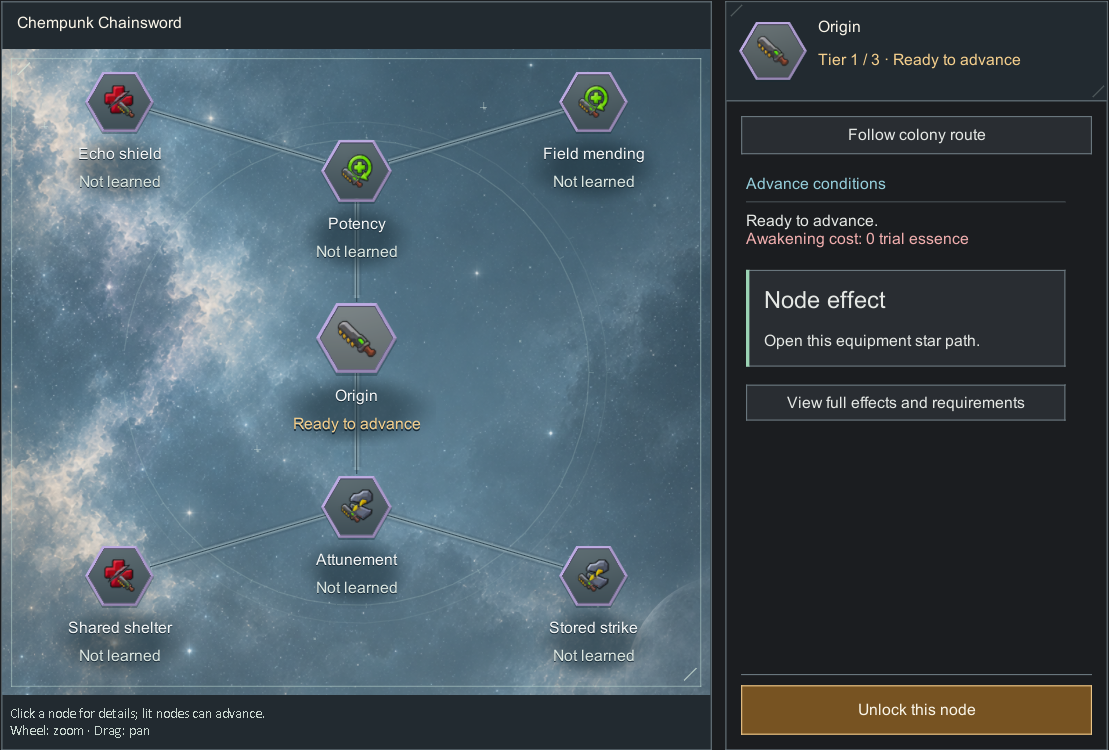 Chempunk Chainsword
Echo shield
Not learned
Field mending
Not learned
Potency
Not learned
Origin
Ready to advance
Attunement
Not learned
Shared shelter
Not learned
Stored strike
Not learned
Click a node for details; lit nodes can advance.
Wheel: zoom · Drag: pan
Origin
Tier 1 / 3 · Ready to advance
Follow colony route
Advance conditions
Ready to advance.
Awakening cost: 0 trial essence
Node effect
Open this equipment star path.
View full effects and requirements
Unlock this node